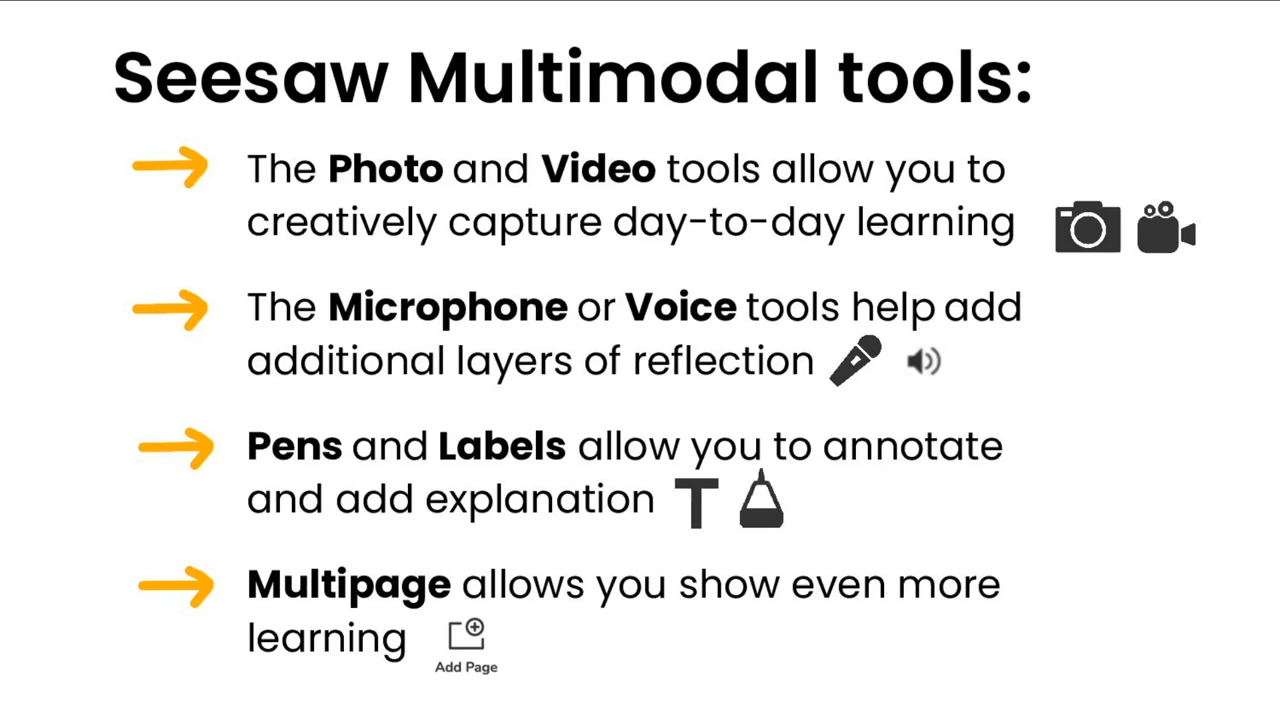 Seesaw Multimodal tools:
The Photo and Video tools allow you to
creatively capture day-to-day learning
The Microphone or Voice tools help add
additional layers of reflection
Pens and Labels allow you to annotate
and add explanation T
Multipage allows you show even more
learning
Add Page